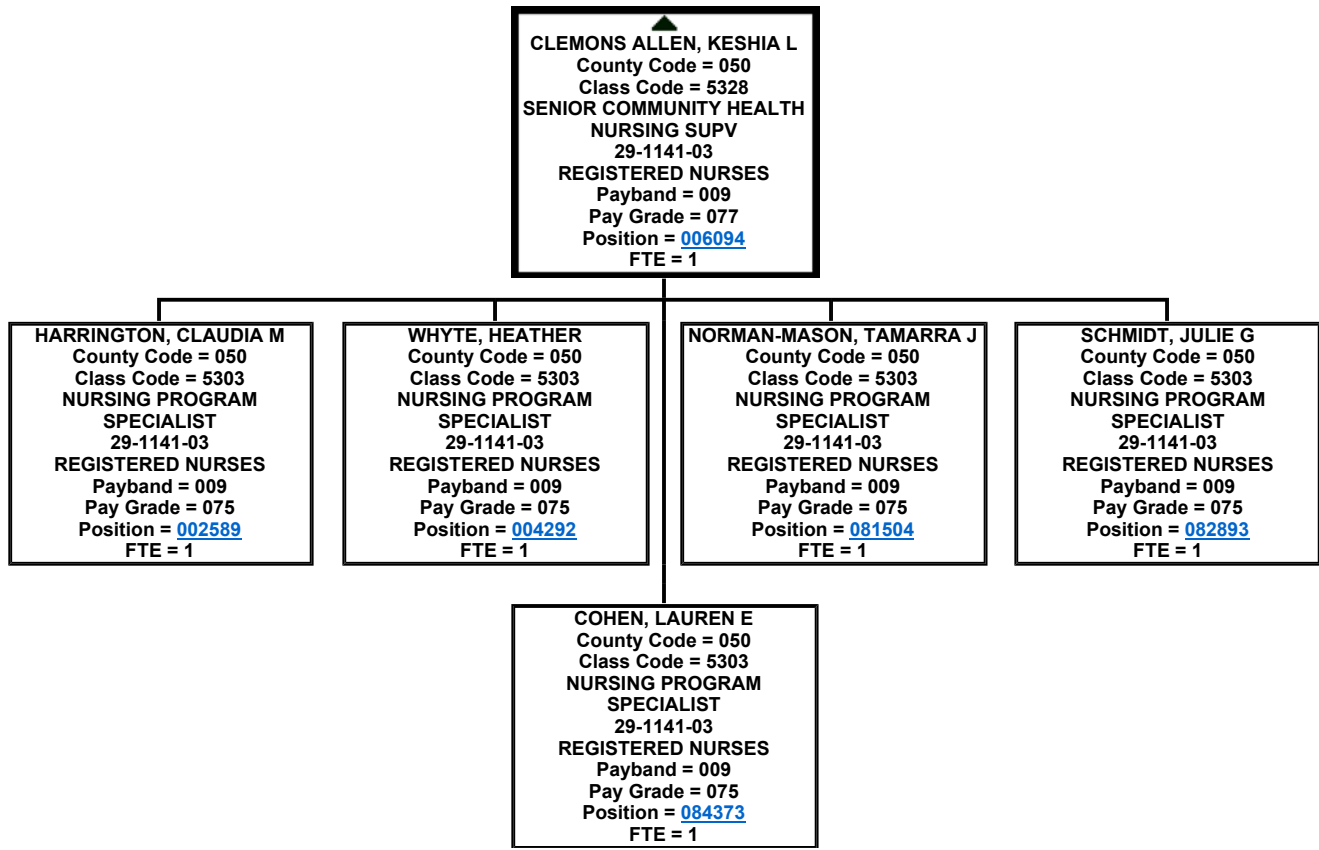 CLEMONS ALLEN, KESHIA L
County Code = 050
Class Code = 5328
SENIOR COMMUNITY HEALTH
NURSING SUPV
29-1141-03
REGISTERED NURSES
Payband = 009
Pay Grade = 077
Position = 006094
FTE = 1
HARRINGTON, CLAUDIA M
County Code = 050
Class Code = 5303
NURSING PROGRAM
SPECIALIST
29-1141-03
REGISTERED NURSES
Payband = 009
Pay Grade = 075
Position = 002589
FTE = 1
WHYTE, HEATHER
County Code = 050
Class Code = 5303
NURSING PROGRAM
SPECIALIST
29-1141-03
REGISTERED NURSES
Payband = 009
Pay Grade = 075
Position = 004292
FTE = 1
NORMAN-MASON, TAMARRA J
County Code = 050
Class Code = 5303
NURSING PROGRAM
SPECIALIST
29-1141-03
REGISTERED NURSES
Payband = 009
Pay Grade = 075
Position = 081504
FTE = 1
SCHMIDT, JULIE G
County Code = 050
Class Code = 5303
NURSING PROGRAM
SPECIALIST
29-1141-03
REGISTERED NURSES
Payband = 009
Pay Grade = 075
Position = 082893
FTE = 1
COHEN, LAUREN E
County Code = 050
Class Code = 5303
NURSING PROGRAM
SPECIALIST
29-1141-03
REGISTERED NURSES
Payband = 009
Pay Grade = 075
Position = 084373
FTE = 1